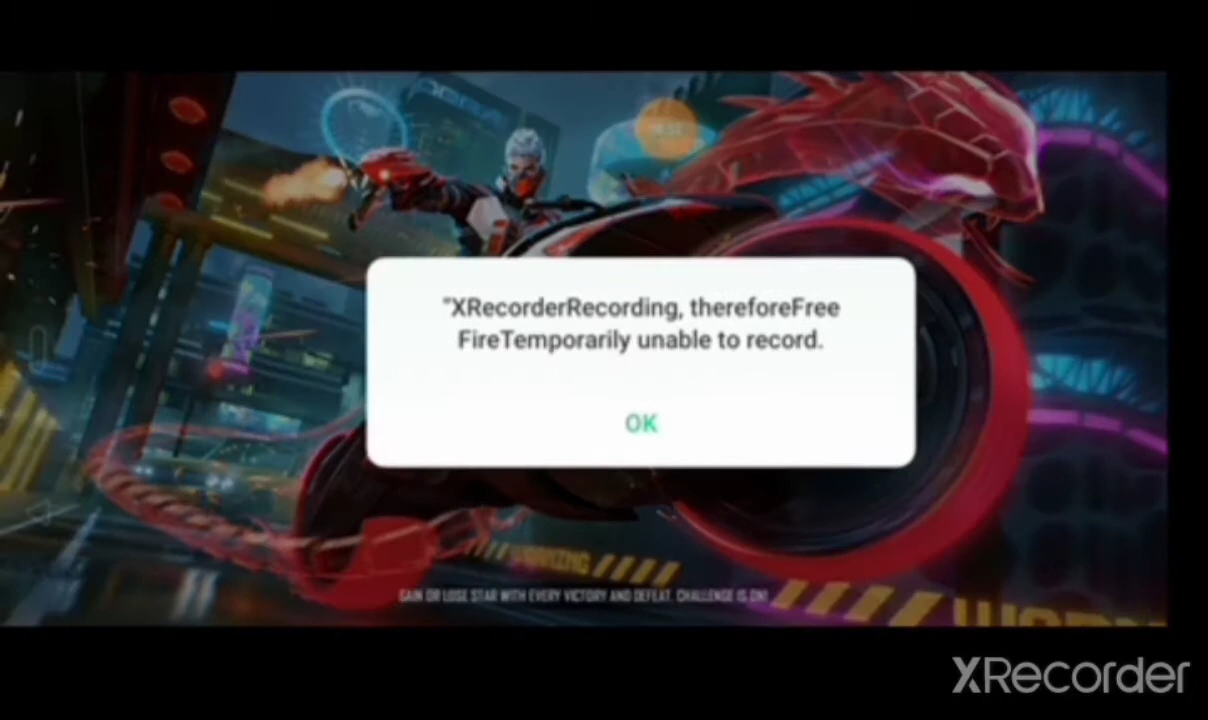 "XRecorderRecording, thereforeFree
FireTemporarily unable to record.
OK
GAIN OR LOSE STAR WITH EVERY VICTORY AND DEFEAT. CHALLENGE IS ON!
XRecorder